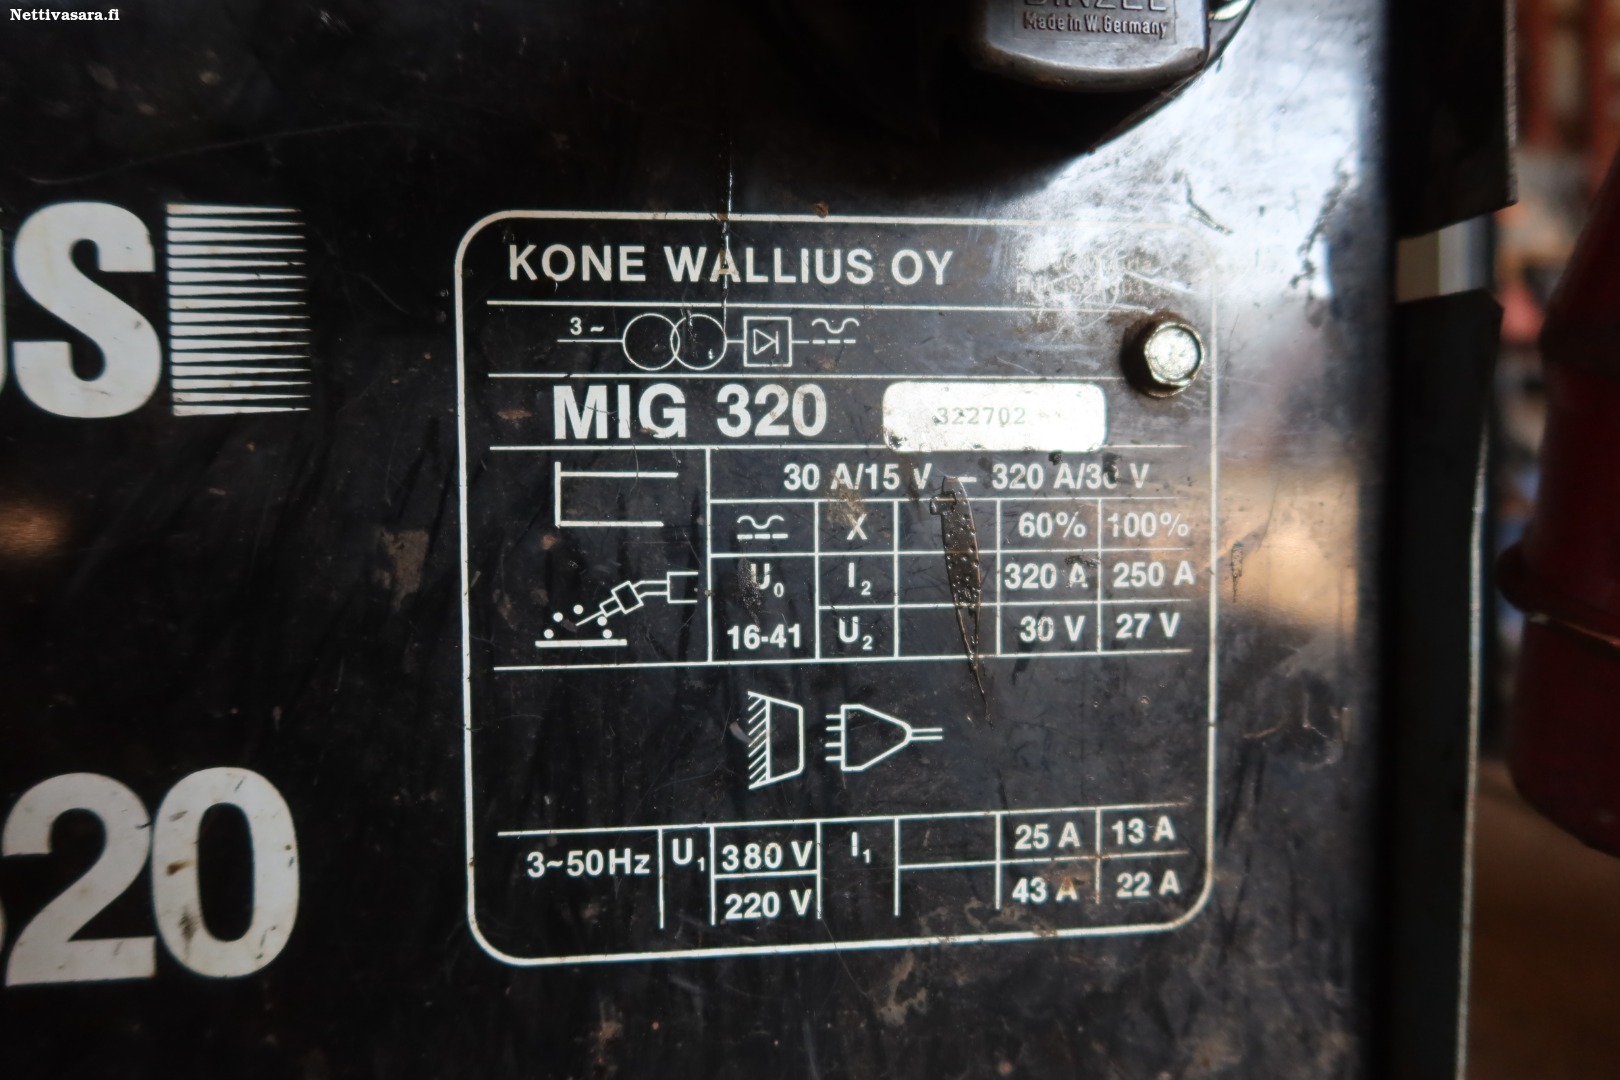 Nettivasara.fi
BINZEL
Made in W. Germany
US
KONE WALLIUS OY
3 ~
MIG 320
322702
30 A/15 V – 320 A/30 V
X 60% 100%
U₀ I₂ 320 A 250 A
16-41 U₂ 30 V 27 V
3~50Hz U₁ 380 V I₁ 25 A 13 A
220 V 43 A 22 A
320